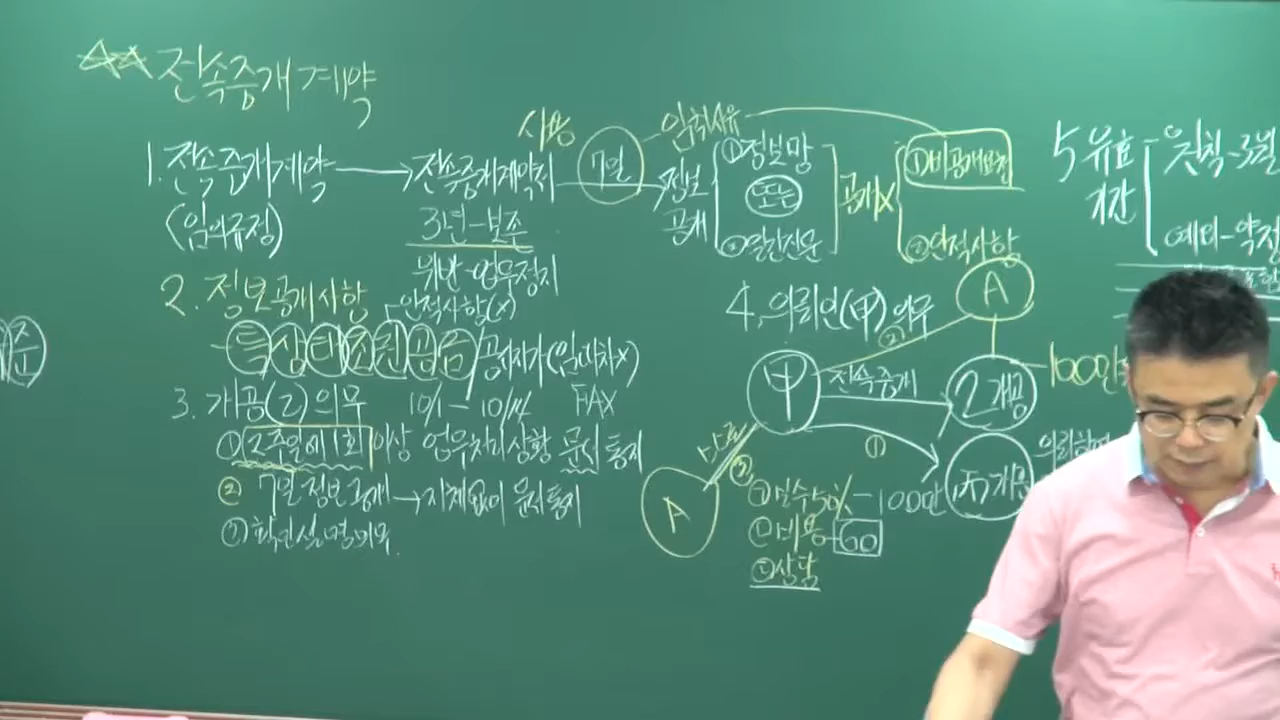 전속중개계약
1. 전속중개계약 → 전속중개계약서
(임의규정)
3년-보존
위반-업무정지
사용
7일
임차유
정보
공개
①정보망
또는
②일간신문
공개X
①비공개요청
②인적사항
2. 정보공개사항
인적사항(x)
공시지가(임대차x)
3. 개공(乙)의무 10/1 - 10/14 FAX
①2주일에 1회 이상 업무처리상황 문서통지
② 7일 정보공개 → 지체없이 문서통지
③ 확인설명의무
4. 의뢰인(甲)의무
A
②
甲
전속중개
乙개공
100만
①
A
③
①보수50% - 100만
②비용 - 60
③상담
(丙)개공
5 유효
기간
원칙-3월
예외-약정